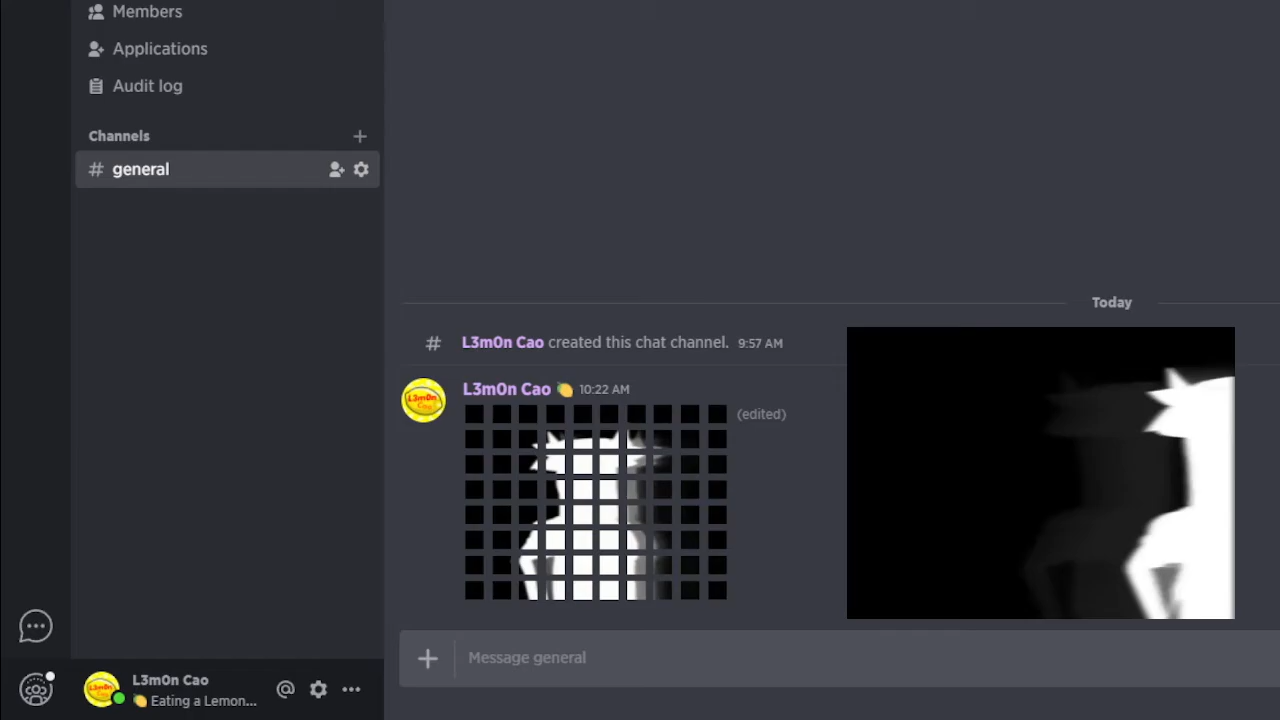 Members
Applications
Audit log
Channels
# general
Today
# L3m0n Cao created this chat channel. 9:57 AM
L3m0n Cao 🍋 10:22 AM
(edited)
L3m0n Cao
🍋 Eating a Lemon...
Message general